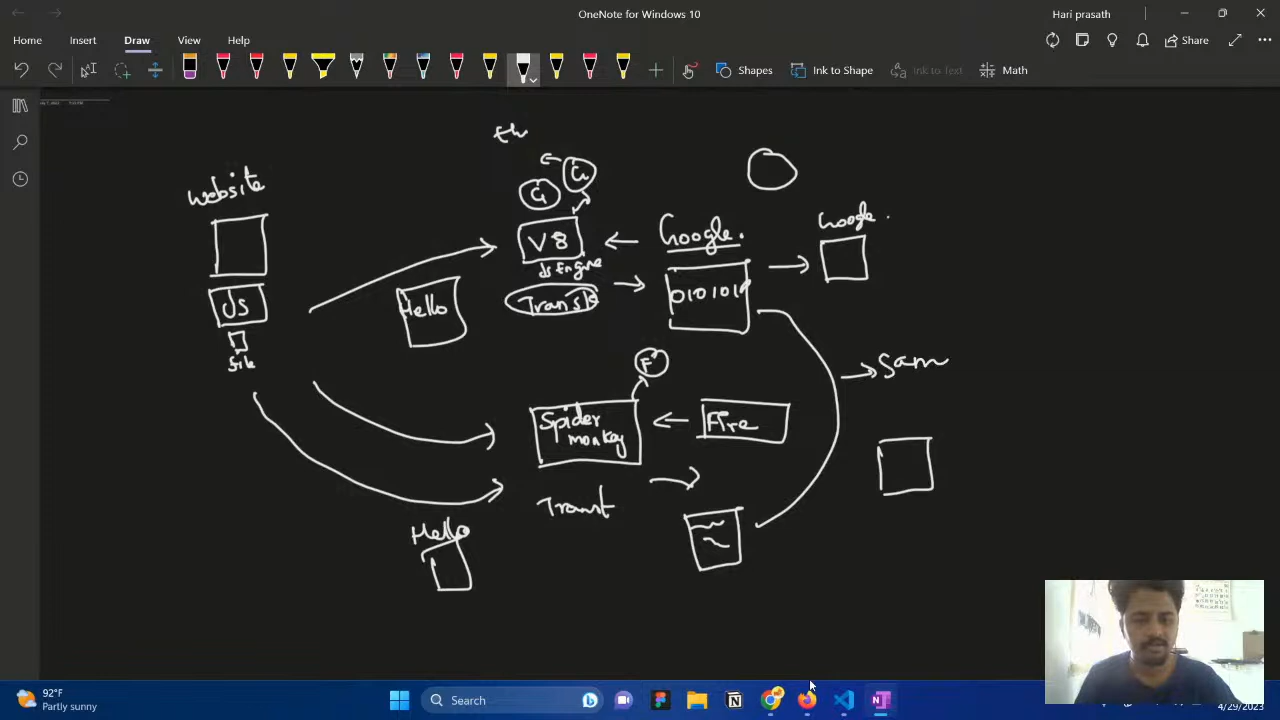 OneNote for Windows 10
Hari prasath
Home
Insert
Draw
View
Help
Share
Shapes
Ink to Shape
Ink to Text
Math
website
G
G
V8
JS Engine
Google.
Google.
JS
file
Hello
010101
Sam
F
Spider
monkey
Fire
Hello
92°F
Partly sunny
Search
4/29/2023